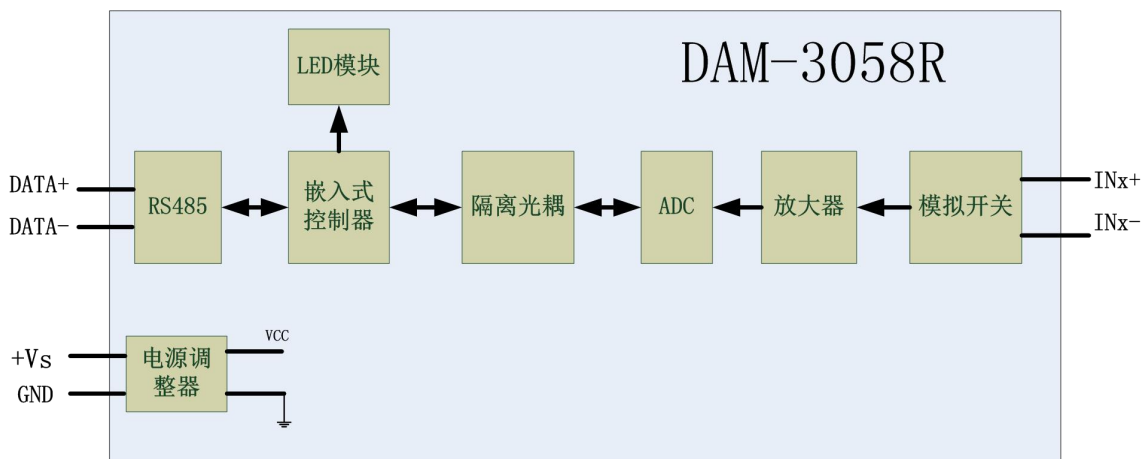 DAM-3058R
LED模块
DATA+
DATA-
RS485
嵌入式
控制器
隔离光耦
ADC
放大器
模拟开关
INx+
INx-
+Vs
GND
电源调
整器
VCC